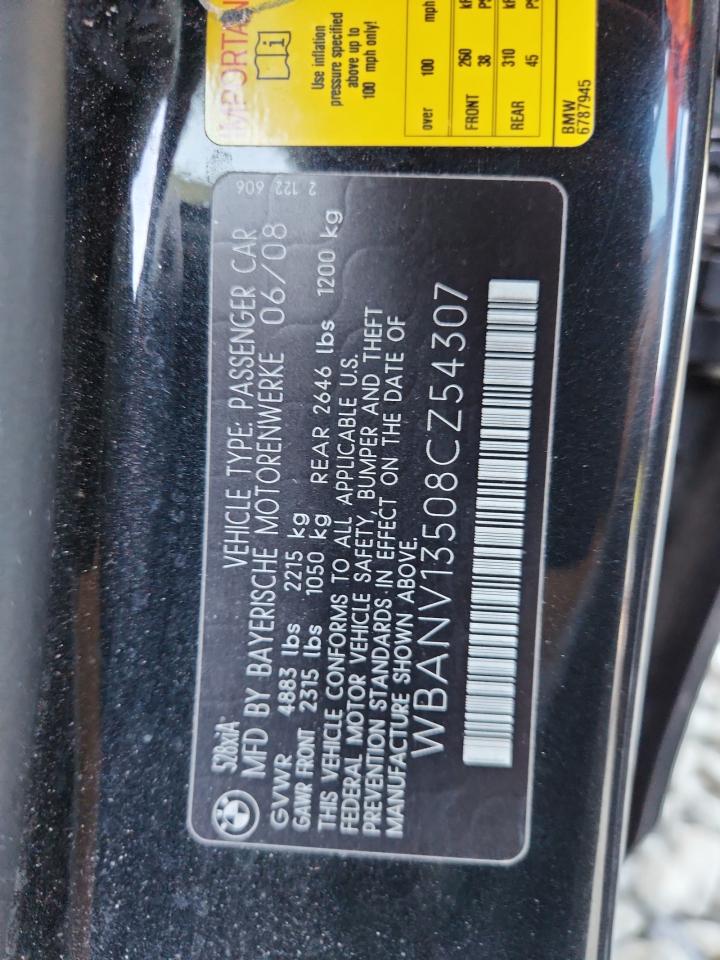 528xiA
VEHICLE TYPE: PASSENGER CAR
2 122 606
MFD BY BAYERISCHE MOTORENWERKE 06/08
GVWR 4883 lbs 2215 kg
GAWR FRONT 2315 lbs 1050 kg REAR 2646 lbs 1200 kg
THIS VEHICLE CONFORMS TO ALL APPLICABLE U.S.
FEDERAL MOTOR VEHICLE SAFETY, BUMPER AND THEFT
PREVENTION STANDARDS IN EFFECT ON THE DATE OF
MANUFACTURE SHOWN ABOVE.
WBANV13508CZ54307
IMPORTAN
Use inflation
pressure specified
above up to
100 mph only!
over 100 mph
FRONT 260
38
REAR 310
45
BMW
6787945